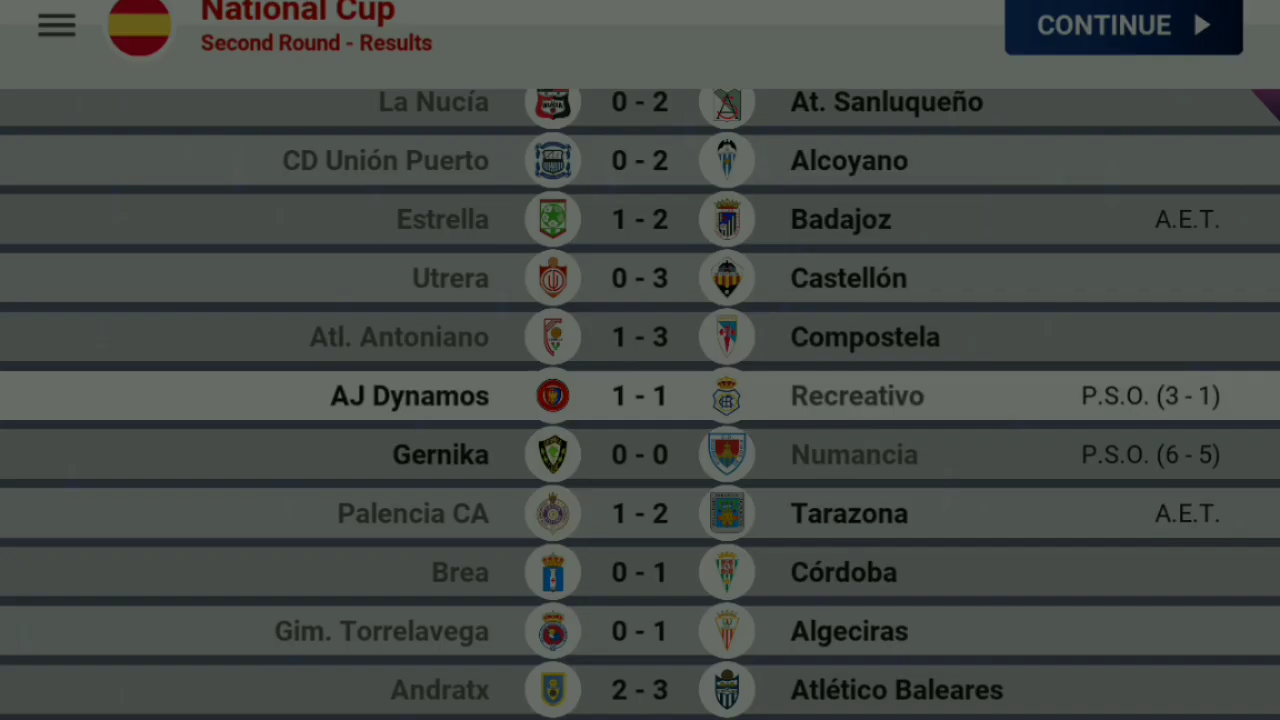 National Cup
Second Round - Results
CONTINUE
La Nucía 0 - 2 At. Sanluqueño
CD Unión Puerto 0 - 2 Alcoyano
Estrella 1 - 2 Badajoz A.E.T.
Utrera 0 - 3 Castellón
Atl. Antoniano 1 - 3 Compostela
AJ Dynamos 1 - 1 Recreativo P.S.O. (3 - 1)
Gernika 0 - 0 Numancia P.S.O. (6 - 5)
Palencia CA 1 - 2 Tarazona A.E.T.
Brea 0 - 1 Córdoba
Gim. Torrelavega 0 - 1 Algeciras
Andratx 2 - 3 Atlético Baleares